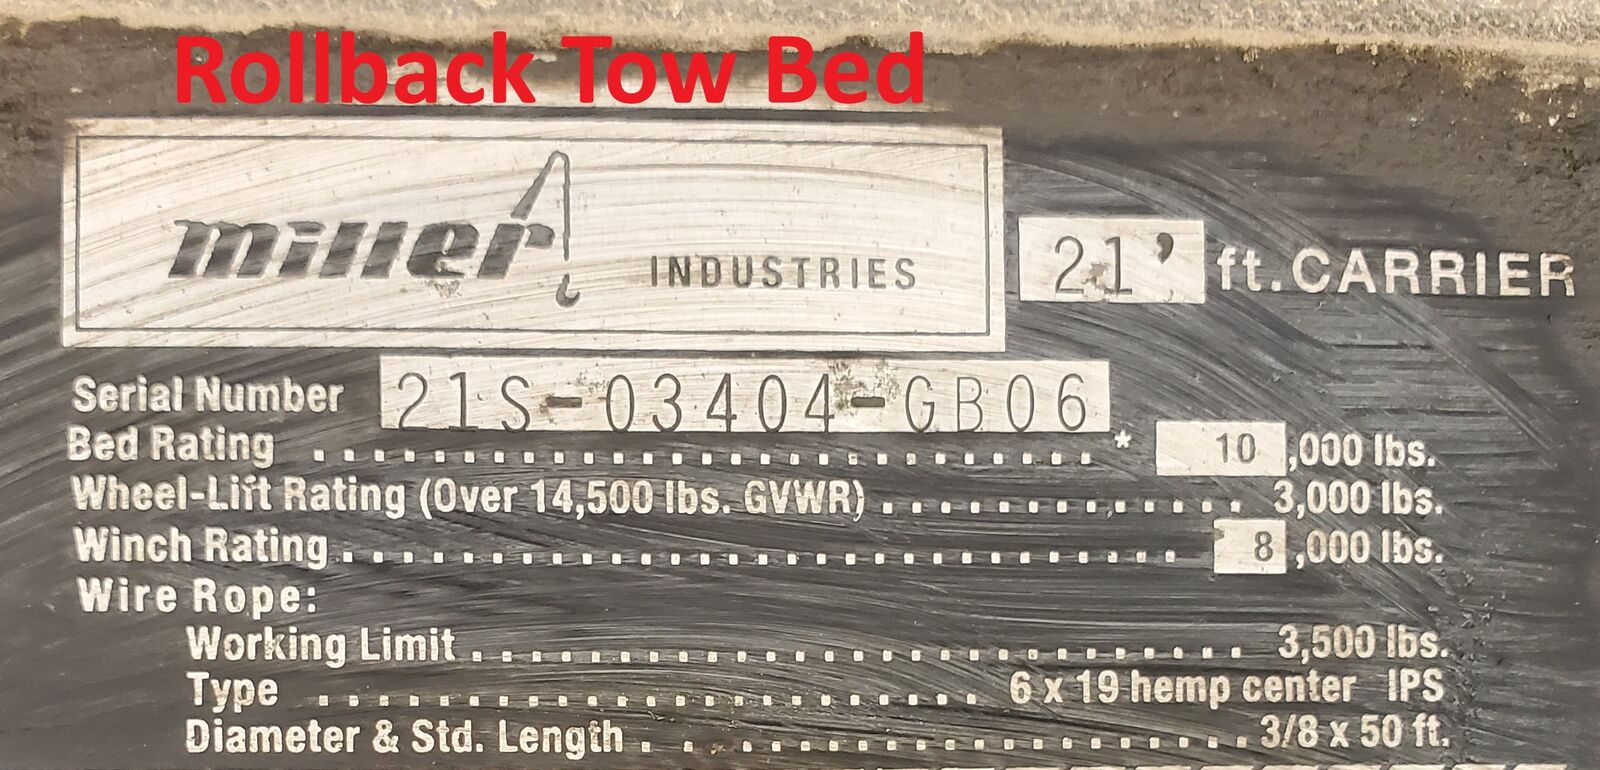 Rollback Tow Bed
miller INDUSTRIES 21' ft. CARRIER
Serial Number 21S-03404-GB06
Bed Rating ........................... * 10 ,000 lbs.
Wheel-Lift Rating (Over 14,500 lbs. GVWR) ............. 3,000 lbs.
Winch Rating ............................. 8 ,000 lbs.
Wire Rope:
Working Limit ........................... 3,500 lbs.
Type ....................... 6 x 19 hemp center IPS
Diameter & Std. Length ..................... 3/8 x 50 ft.